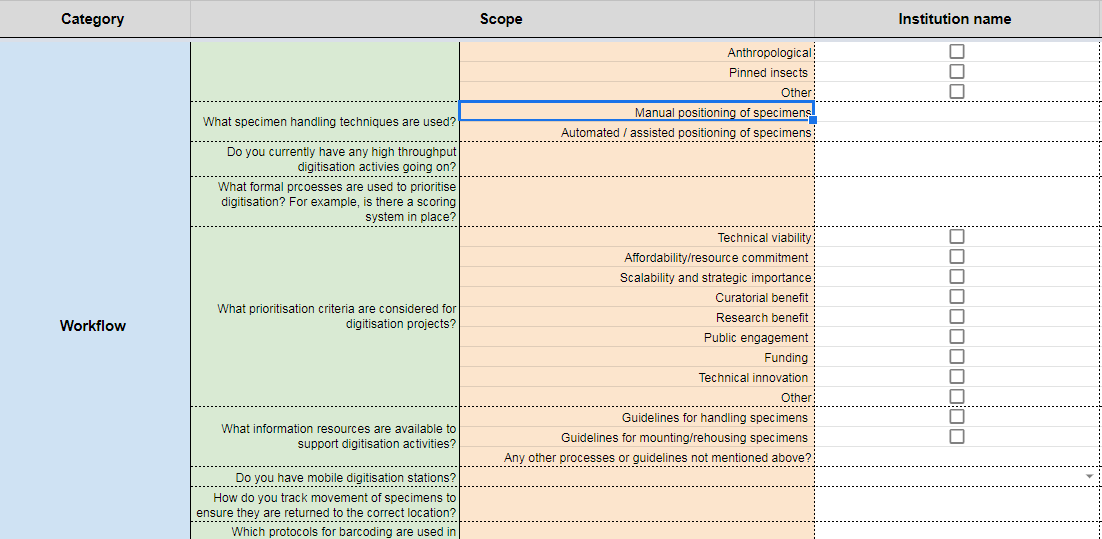 Category
Scope
Institution name
Workflow
Anthropological
Pinned insects
Other
What specimen handling techniques are used?
Manual positioning of specimens
Automated / assisted positioning of specimens
Do you currently have any high throughput
digitisation activies going on?
What formal prcoesses are used to prioritise
digitisation? For example, is there a scoring
system in place?
What prioritisation criteria are considered for
digitisation projects?
Technical viability
Affordability/resource commitment
Scalability and strategic importance
Curatorial benefit
Research benefit
Public engagement
Funding
Technical innovation
Other
What information resources are available to
support digitisation activities?
Guidelines for handling specimens
Guidelines for mounting/rehousing specimens
Any other processes or guidelines not mentioned above?
Do you have mobile digitisation stations?
How do you track movement of specimens to
ensure they are returned to the correct location?
Which protocols for barcoding are used in